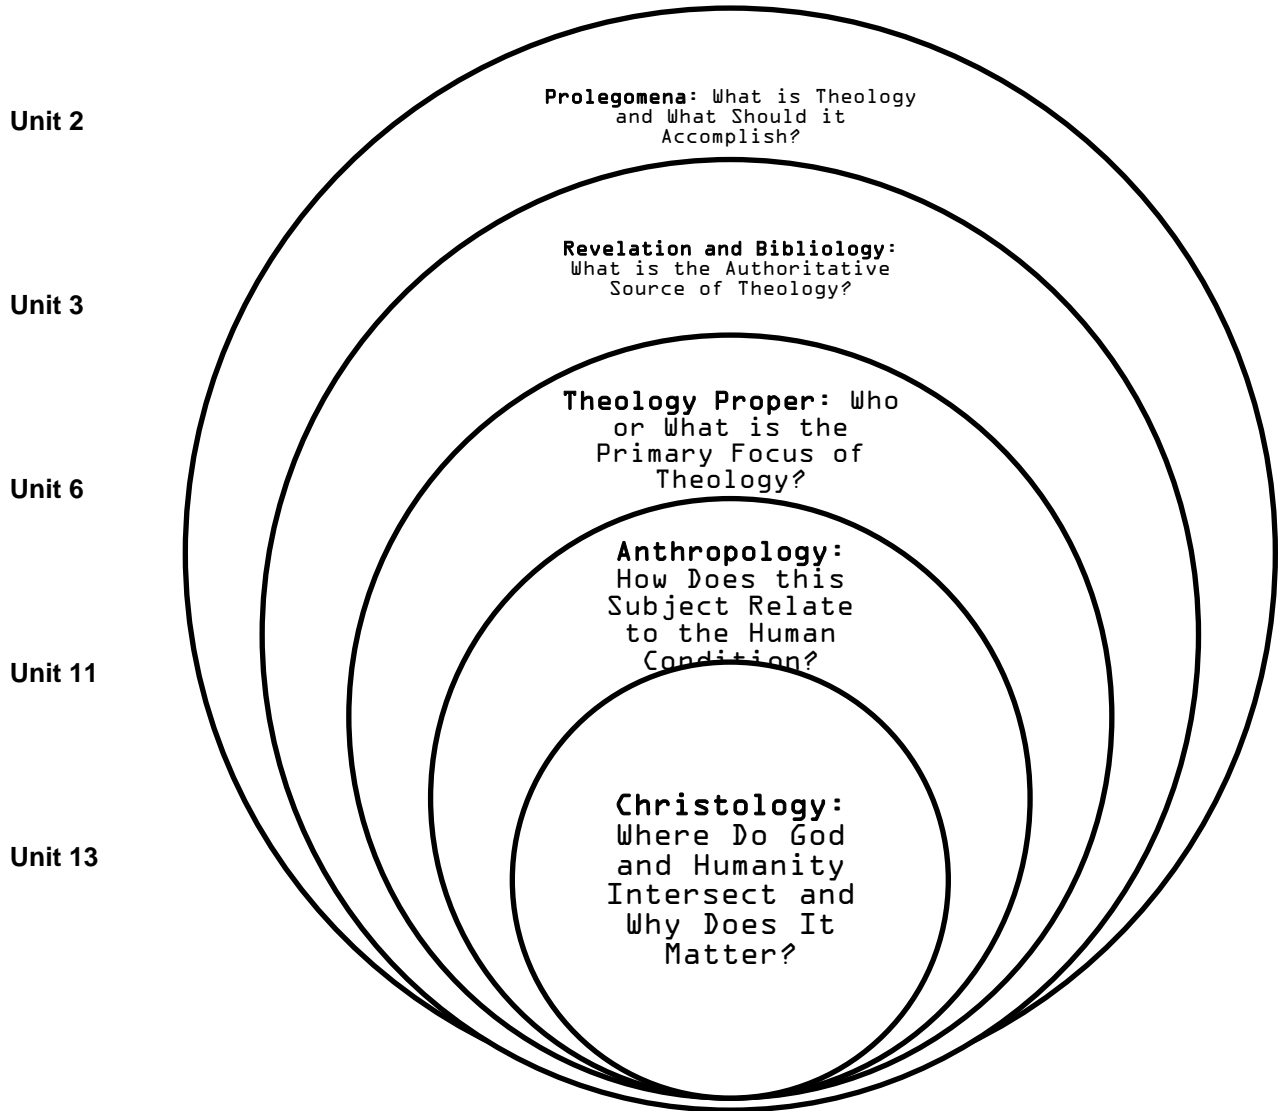 Unit 2
Prolegomena: What is Theology
and What Should it
Accomplish?
Unit 3
Revelation and Bibliology:
What is the Authoritative
Source of Theology?
Unit 6
Theology Proper: Who
or What is the
Primary Focus of
Theology?
Unit 11
Anthropology:
How Does this
Subject Relate
to the Human
Condition?
Unit 13
Christology:
Where Do God
and Humanity
Intersect and
Why Does It
Matter?